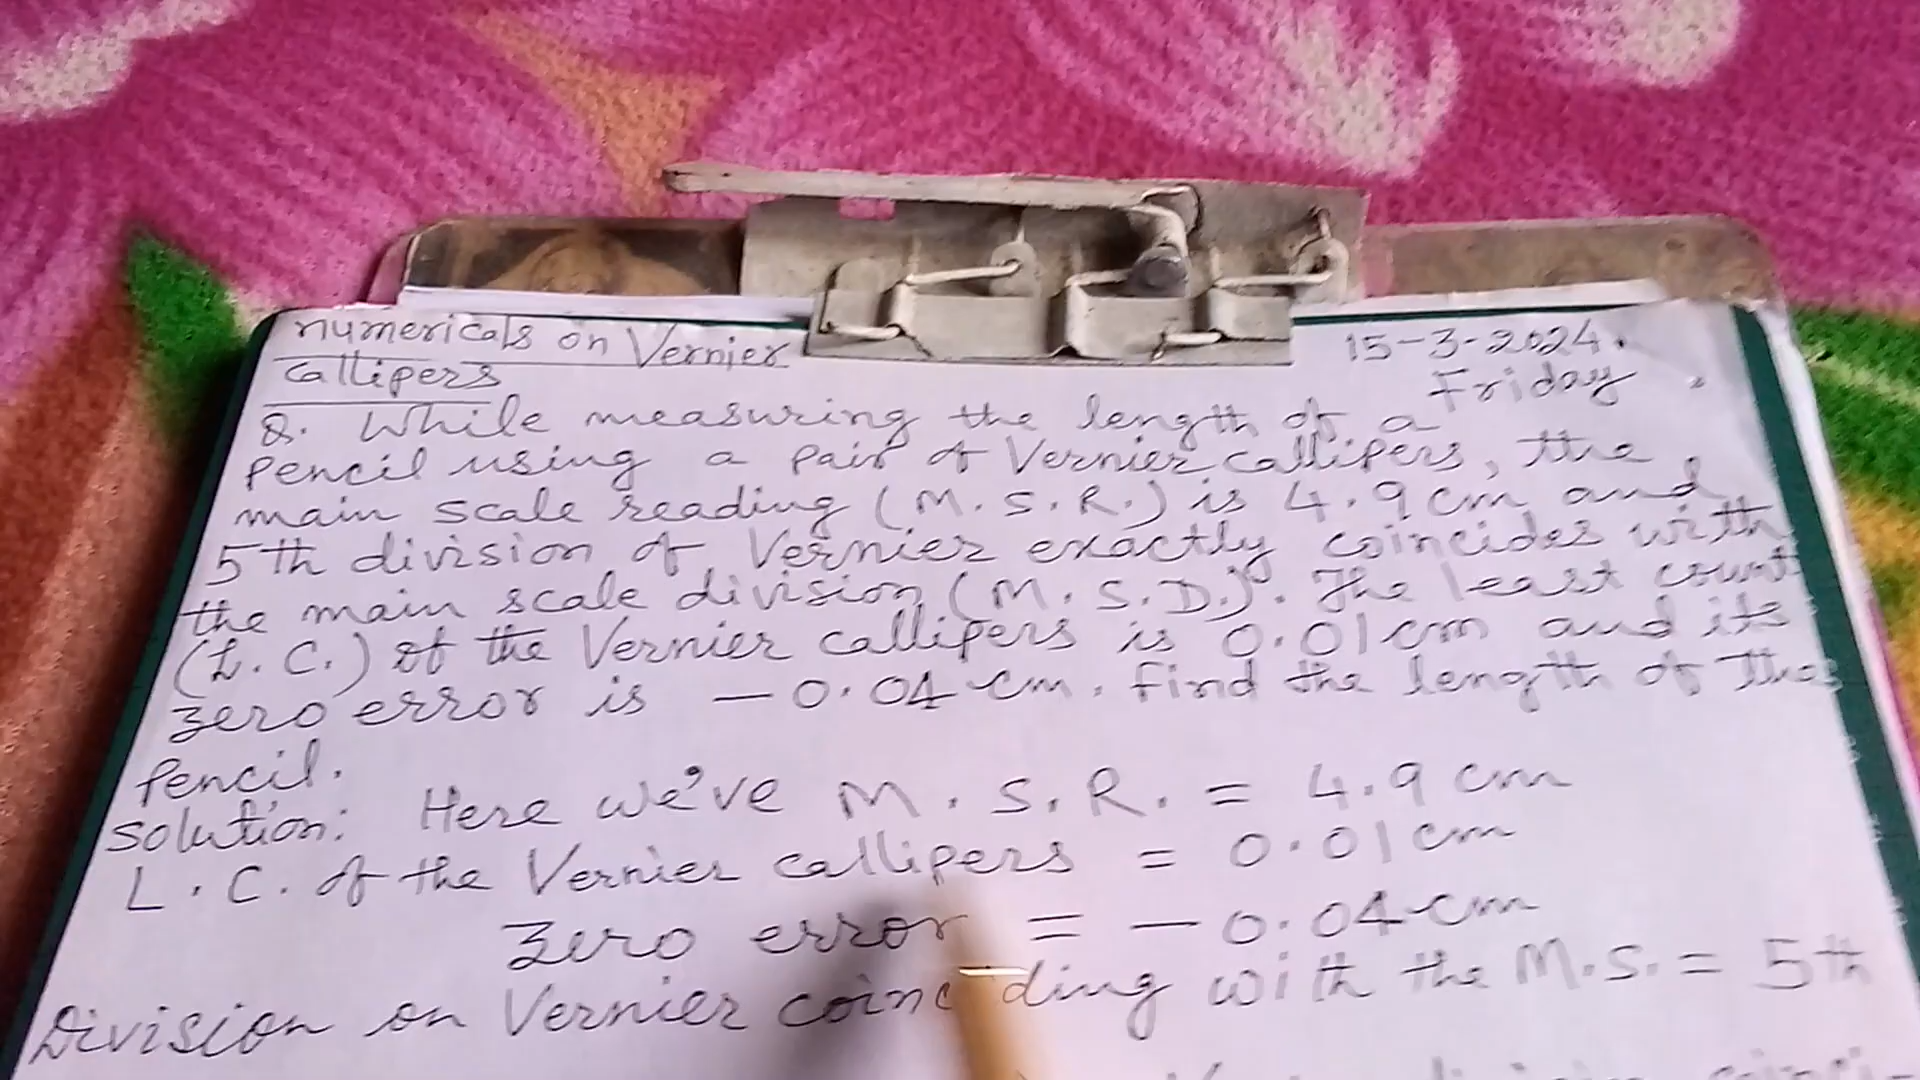 numericals on Vernier
callipers
15-3-2024.
Friday
Q. While measuring the length of a
pencil using a pair of Vernier callipers, the
main scale reading (M.S.R.) is 4.9 cm and
5th division of Vernier exactly coincides with
the main scale division (M.S.D.). The least count
(L.C.) of the Vernier callipers is 0.01 cm and its
zero error is -0.04 cm. Find the length of the
pencil.
Solution: Here we've M.S.R. = 4.9 cm
L.C. of the Vernier callipers = 0.01 cm
zero error = -0.04 cm
Division on Vernier coinc ding with the M.S. = 5th